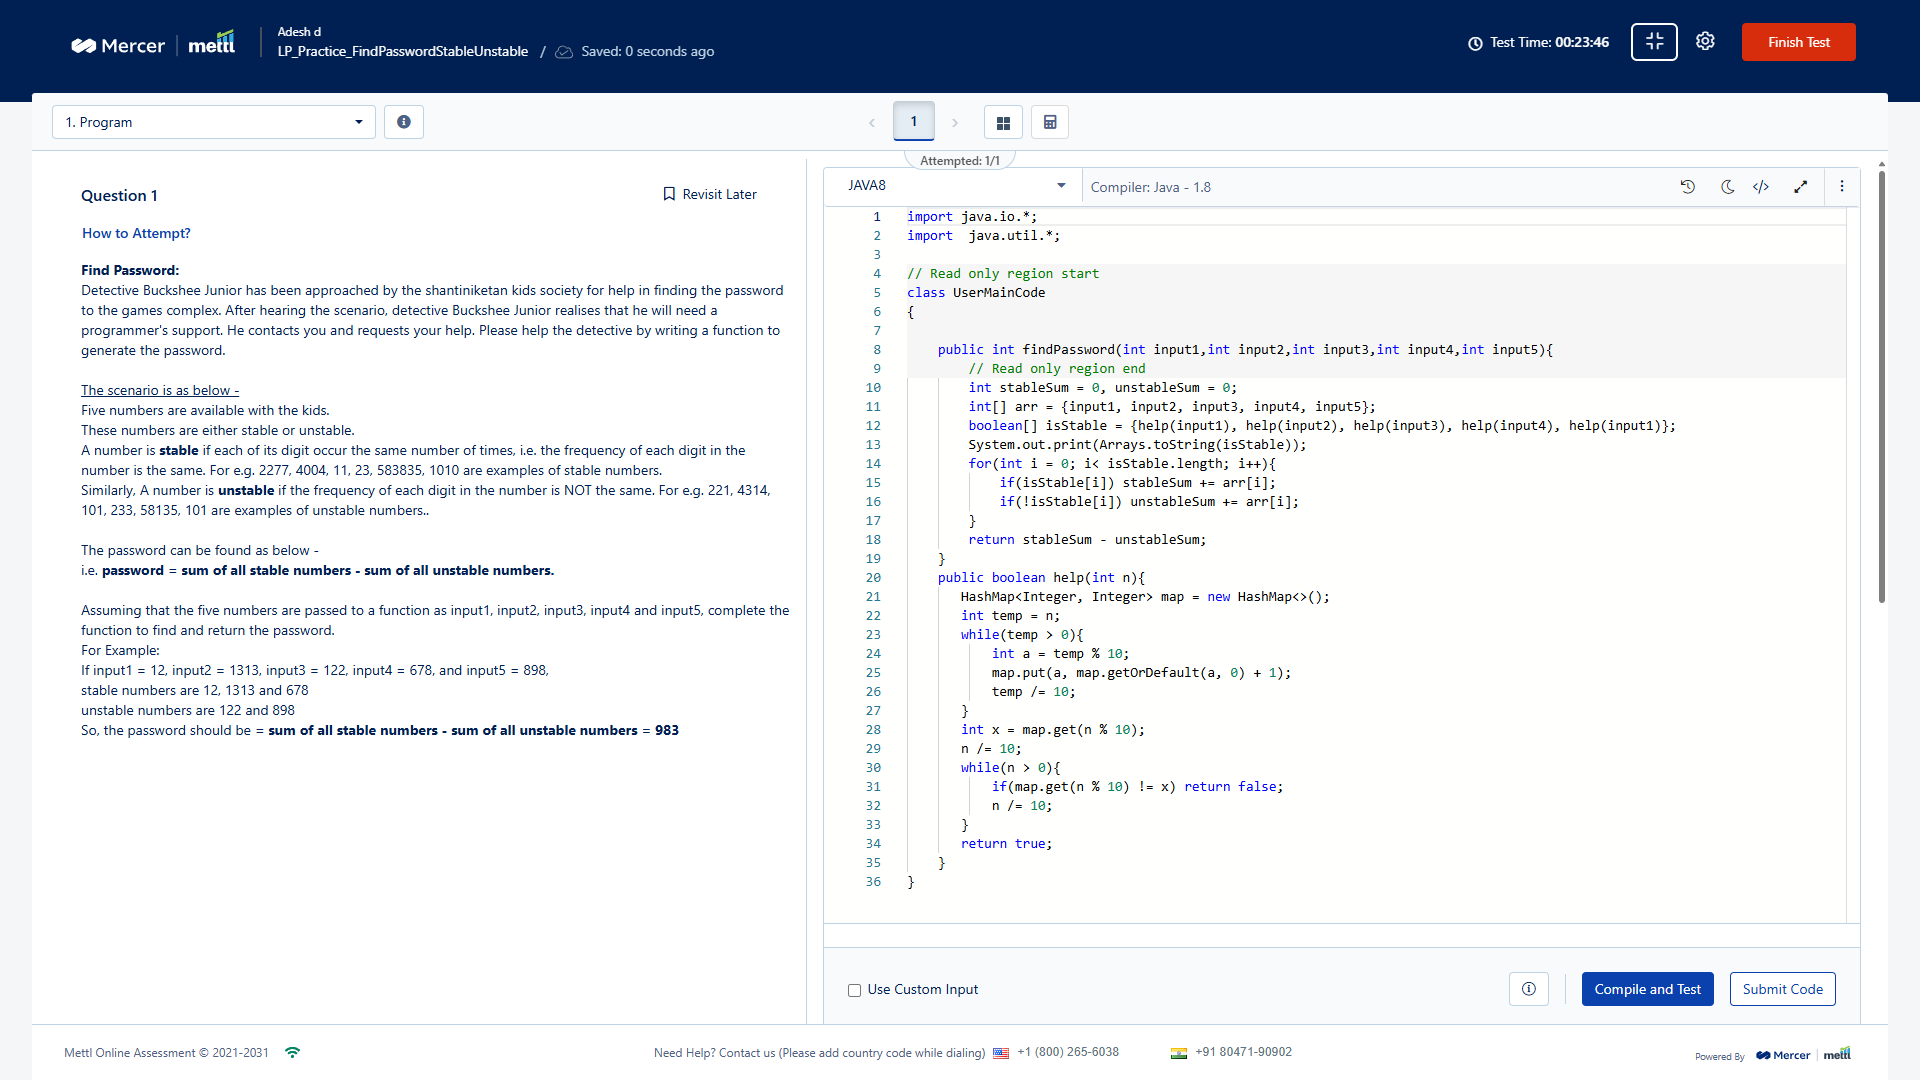 Mercer mettl
Adesh d
LP_Practice_FindPasswordStableUnstable / Saved: 0 seconds ago
Test Time: 00:23:46
Finish Test
1. Program
1
Attempted: 1/1
Question 1
Revisit Later
How to Attempt?
Find Password:
Detective Buckshee Junior has been approached by the shantiniketan kids society for help in finding the password
to the games complex. After hearing the scenario, detective Buckshee Junior realises that he will need a
programmer's support. He contacts you and requests your help. Please help the detective by writing a function to
generate the password.
The scenario is as below -
Five numbers are available with the kids.
These numbers are either stable or unstable.
A number is stable if each of its digit occur the same number of times, i.e. the frequency of each digit in the
number is the same. For e.g. 2277, 4004, 11, 23, 583835, 1010 are examples of stable numbers.
Similarly, A number is unstable if the frequency of each digit in the number is NOT the same. For e.g. 221, 4314,
101, 233, 58135, 101 are examples of unstable numbers..
The password can be found as below -
i.e. password = sum of all stable numbers - sum of all unstable numbers.
Assuming that the five numbers are passed to a function as input1, input2, input3, input4 and input5, complete the
function to find and return the password.
For Example:
If input1 = 12, input2 = 1313, input3 = 122, input4 = 678, and input5 = 898,
stable numbers are 12, 1313 and 678
unstable numbers are 122 and 898
So, the password should be = sum of all stable numbers - sum of all unstable numbers = 983
JAVA8
Compiler: Java - 1.8
1 import java.io.*;
2 import  java.util.*;
3
4 // Read only region start
5 class UserMainCode
6 {
7
8     public int findPassword(int input1,int input2,int input3,int input4,int input5){
9         // Read only region end
10         int stableSum = 0, unstableSum = 0;
11         int[] arr = {input1, input2, input3, input4, input5};
12         boolean[] isStable = {help(input1), help(input2), help(input3), help(input4), help(input1)};
13         System.out.print(Arrays.toString(isStable));
14         for(int i = 0; i< isStable.length; i++){
15             if(isStable[i]) stableSum += arr[i];
16             if(!isStable[i]) unstableSum += arr[i];
17         }
18         return stableSum - unstableSum;
19     }
20     public boolean help(int n){
21        HashMap<Integer, Integer> map = new HashMap<>();
22        int temp = n;
23        while(temp > 0){
24            int a = temp % 10;
25            map.put(a, map.getOrDefault(a, 0) + 1);
26            temp /= 10;
27        }
28        int x = map.get(n % 10);
29        n /= 10;
30        while(n > 0){
31            if(map.get(n % 10) != x) return false;
32            n /= 10;
33        }
34        return true;
35     }
36 }
Use Custom Input
Compile and Test
Submit Code
Mettl Online Assessment © 2021-2031
Need Help? Contact us (Please add country code while dialing) +1 (800) 265-6038 +91 80471-90902
Powered By Mercer mettl